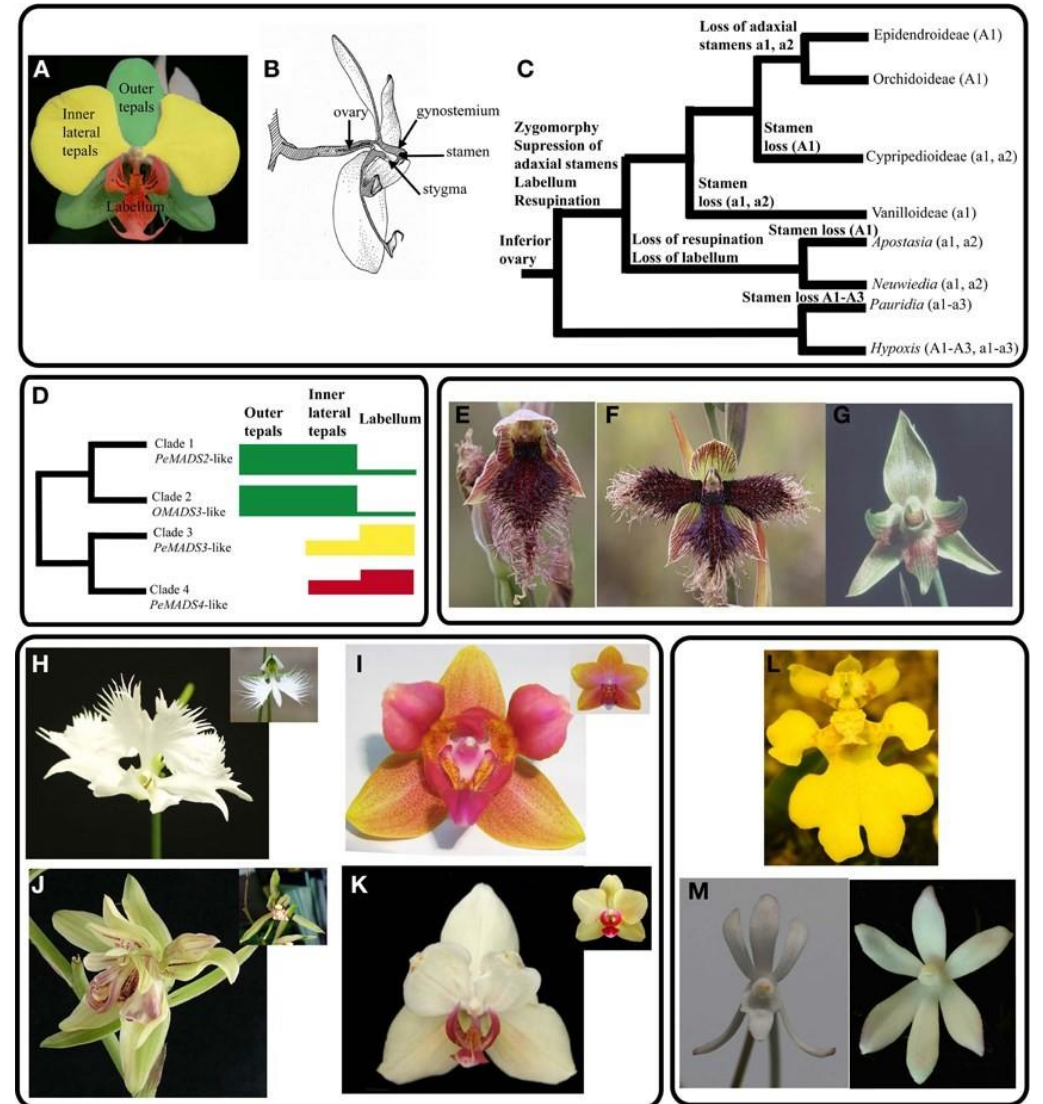 A
Outer
tepals
Inner
lateral
tepals
Labellum
B
ovary
gynostemium
stamen
stygma
C
Loss of adaxial
stamens a1, a2
Epidendroideae (A1)
Orchidoideae (A1)
Zygomorphy
Supression of
adaxial stamens
Labellum
Resupination
Stamen
loss (A1)
Cypripedioideae (a1, a2)
Stamen
loss (a1, a2)
Vanilloideae (a1)
Stamen loss (A1)
Inferior
ovary
Loss of resupination
Loss of labellum
Apostasia (a1, a2)
Neuwiedia (a1, a2)
Stamen loss A1-A3
Pauridia (a1-a3)
Hypoxis (A1-A3, a1-a3)
D
Outer
tepals
Inner
lateral
tepals
Labellum
Clade 1
PeMADS2-like
Clade 2
OMADS3-like
Clade 3
PeMADS3-like
Clade 4
PeMADS4-like
E
F
G
H
I
J
K
L
M